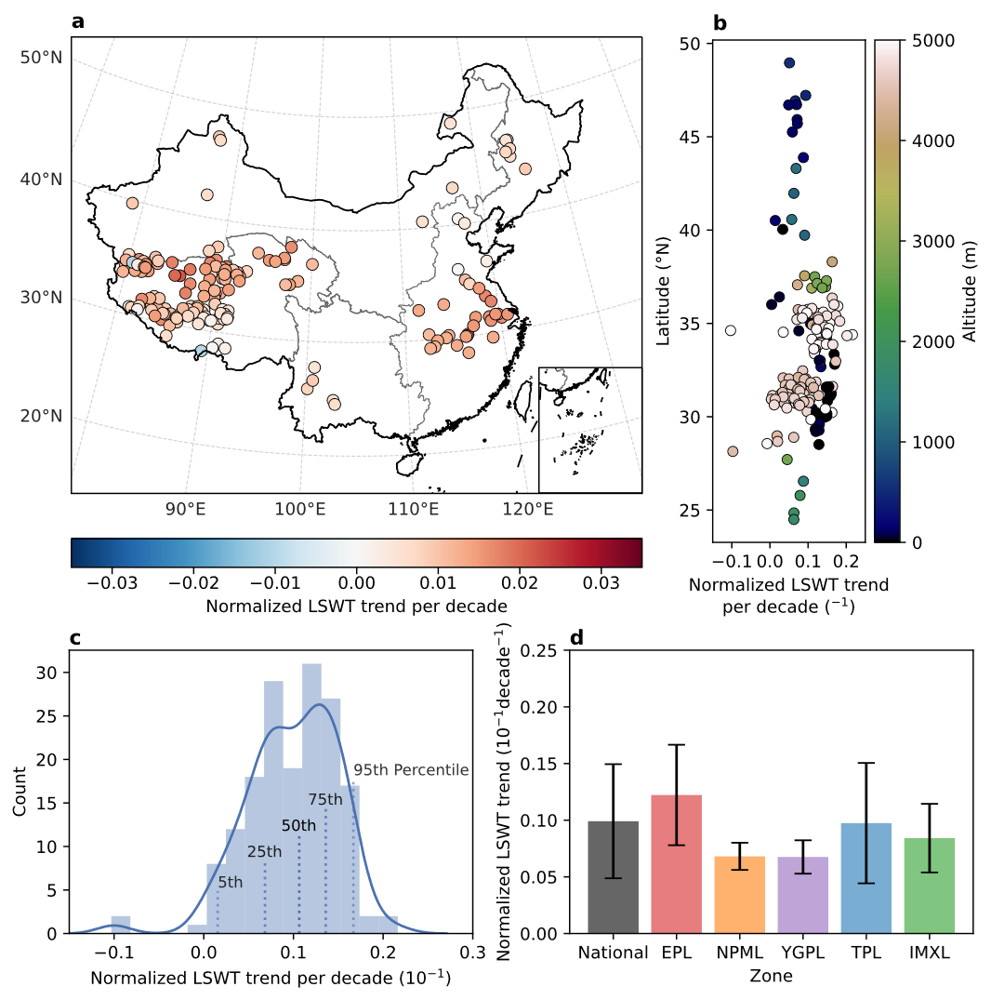 a
50°N
40°N
30°N
20°N
90°E 100°E 110°E 120°E
−0.03 −0.02 −0.01 0.00 0.01 0.02 0.03
Normalized LSWT trend per decade
b
50
45
40
35
30
25
Latitude (°N)
−0.1 0.0 0.1 0.2
Normalized LSWT trend
per decade (⁻¹)
5000
4000
3000
2000
1000
0
Altitude (m)
c
30
25
20
15
10
5
0
Count
5th
25th
50th
75th
95th Percentile
−0.1 0.0 0.1 0.2 0.3
Normalized LSWT trend per decade (10⁻¹)
d
0.25
0.20
0.15
0.10
0.05
0.00
Normalized LSWT trend (10⁻¹decade⁻¹)
National EPL NPML YGPL TPL IMXL
Zone